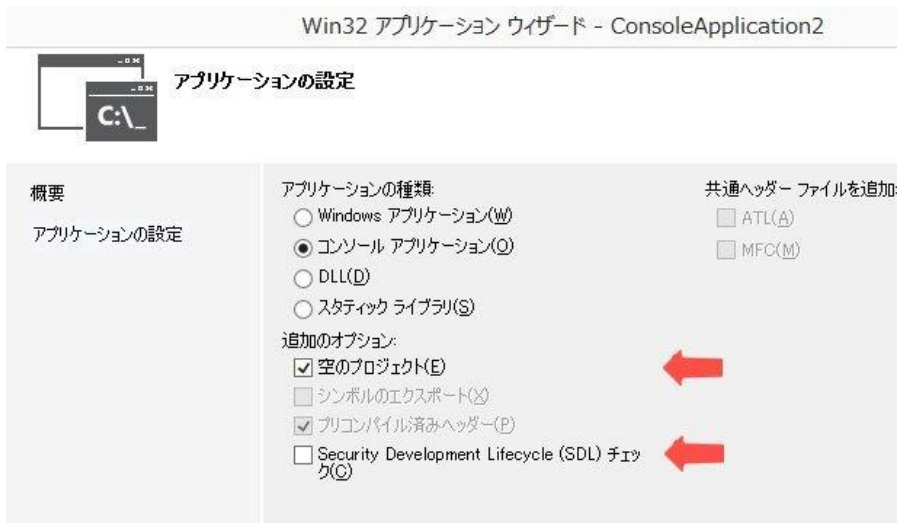 Win32 アプリケーション ウィザード - ConsoleApplication2
アプリケーションの設定
C:\_
概要
アプリケーションの設定
アプリケーションの種類:
Windows アプリケーション(W)
コンソール アプリケーション(O)
DLL(D)
スタティック ライブラリ(S)
追加のオプション:
空のプロジェクト(E)
シンボルのエクスポート(X)
プリコンパイル済みヘッダー(P)
Security Development Lifecycle (SDL) チェッ
ク(C)
共通ヘッダー ファイルを追加:
ATL(A)
MFC(M)